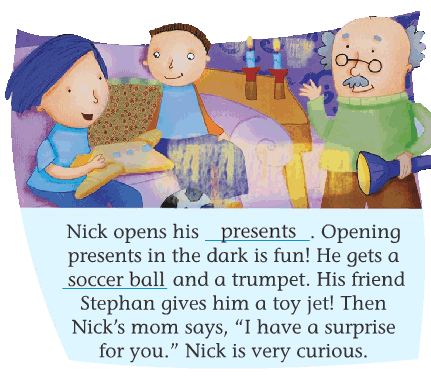 Nick opens his presents. Opening
presents in the dark is fun! He gets a
soccer ball and a trumpet. His friend
Stephan gives him a toy jet! Then
Nick's mom says, “I have a surprise
for you.” Nick is very curious.